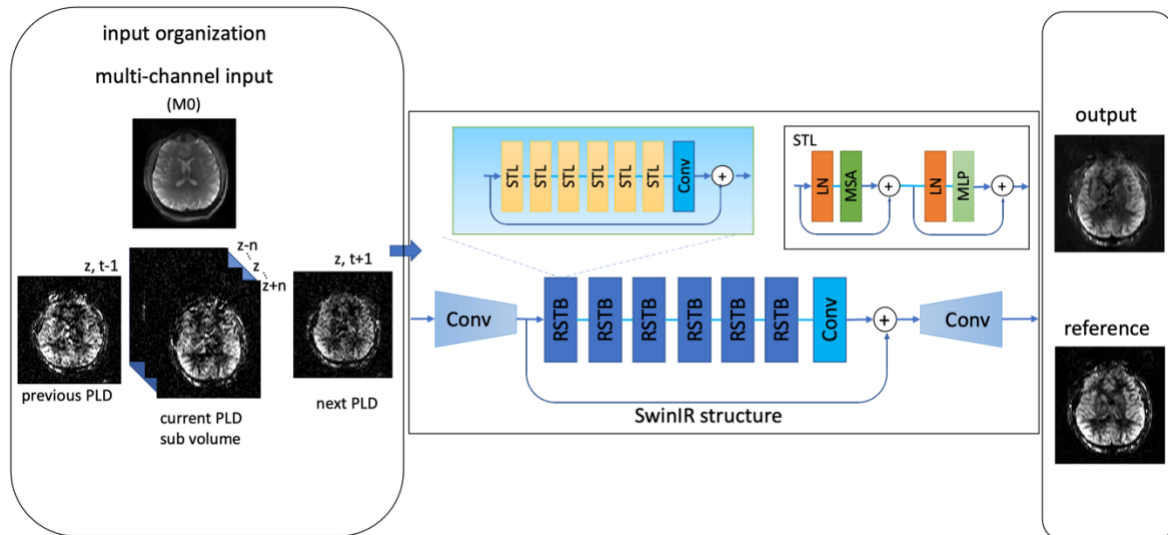 input organization
multi-channel input
(M0)
z-n
z
z+n
z, t-1
z, t+1
previous PLD
current PLD
sub volume
next PLD
STL
STL
STL
STL
STL
STL
Conv
+
STL
LN
MSA
+
LN
MLP
+
Conv
RSTB
RSTB
RSTB
RSTB
RSTB
RSTB
Conv
+
Conv
SwinIR structure
output
reference